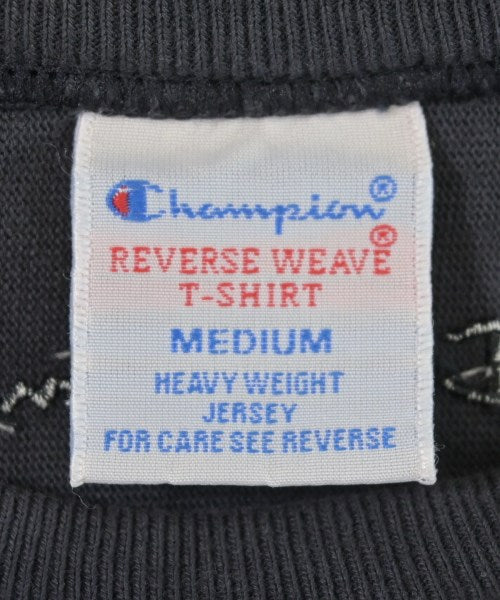 Champion®
REVERSE WEAVE®
T-SHIRT
MEDIUM
HEAVY WEIGHT
JERSEY
FOR CARE SEE REVERSE